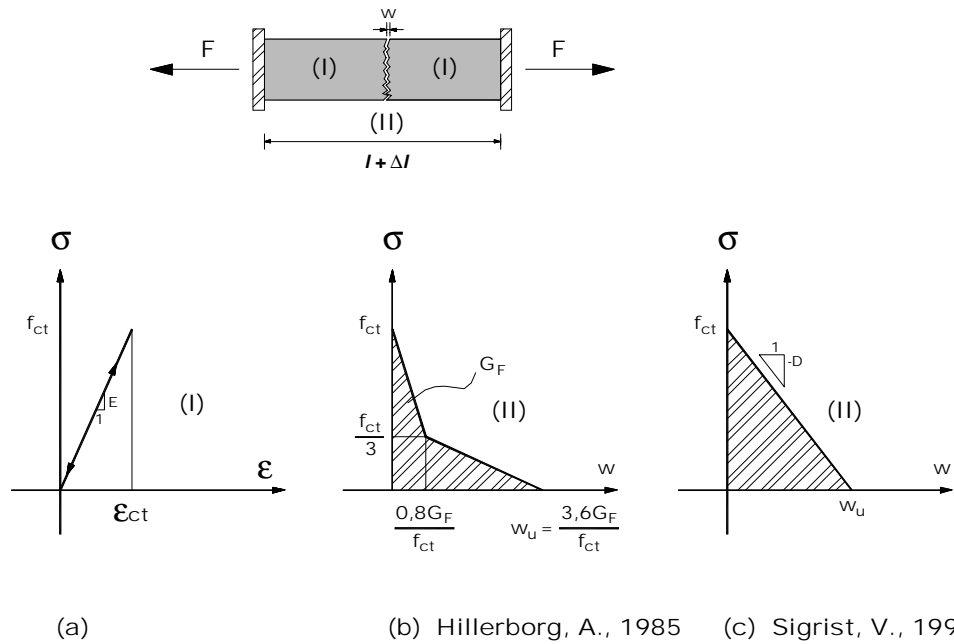 w
F
(I)
(I)
F
(II)
l + Δl
σ
σ
σ
f_ct
f_ct
f_ct
1
-D
G_F
E
1
(I)
(II)
(II)
f_ct
3
ε
w
w
ε_ct
0,8G_F
f_ct
w_u = 3,6G_F
f_ct
w_u
(a)
(b) Hillerborg, A., 1985
(c) Sigrist, V., 199